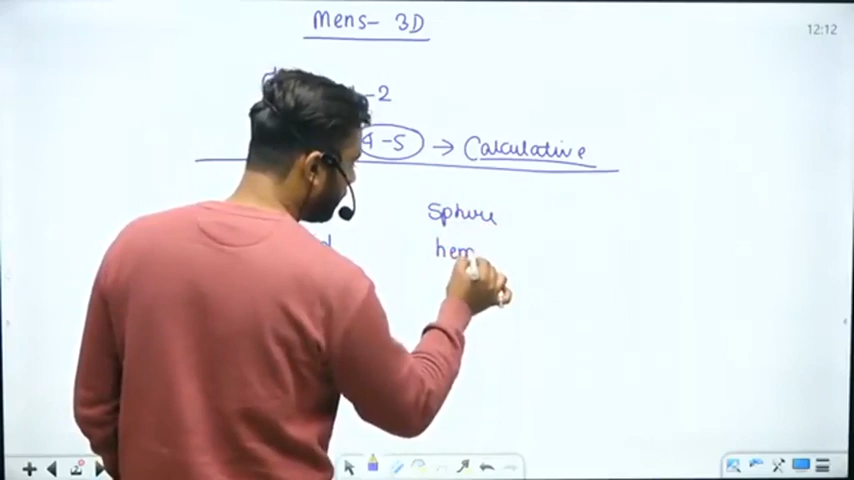 Mens- 3D
12:12
-2
4-5 → Calculative
Sphere
hem